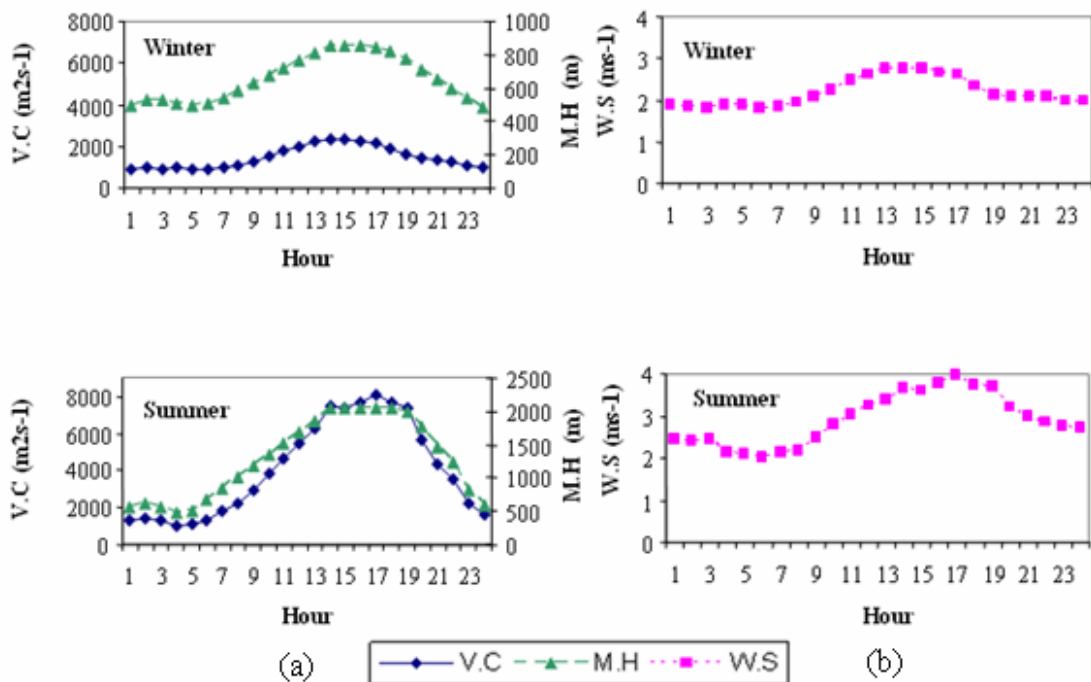 V.C (m2s-1)
8000
6000
4000
2000
0
Winter
1000
800
600
400
200
0
M.H (m)
1 3 5 7 9 11 13 15 17 19 21 23
Hour
W.S (ms-1)
4
3
2
1
0
Winter
1 3 5 7 9 11 13 15 17 19 21 23
Hour
V.C (m2s-1)
8000
6000
4000
2000
0
Summer
2500
2000
1500
1000
500
0
M.H (m)
1 3 5 7 9 11 13 15 17 19 21 23
Hour
W.S (ms-1)
4
3
2
1
0
Summer
1 3 5 7 9 11 13 15 17 19 21 23
Hour
(a)
V.C M.H W.S
(b)